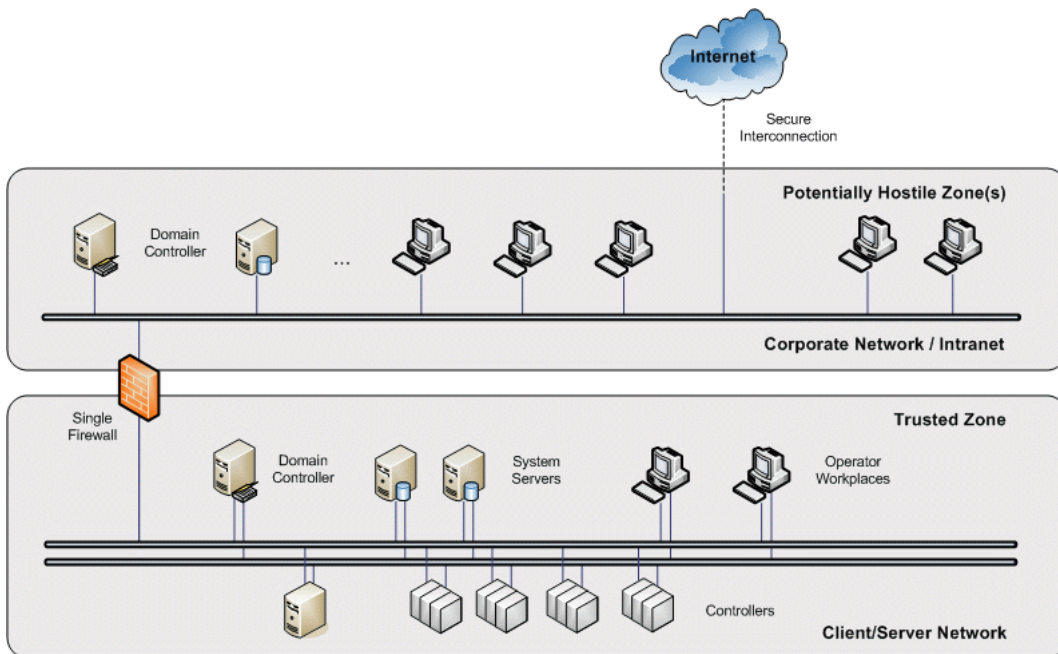 Internet
Secure
Interconnection
Potentially Hostile Zone(s)
Domain
Controller
...
Corporate Network / Intranet
Single
Firewall
Trusted Zone
Domain
Controller
System
Servers
Operator
Workplaces
Controllers
Client/Server Network